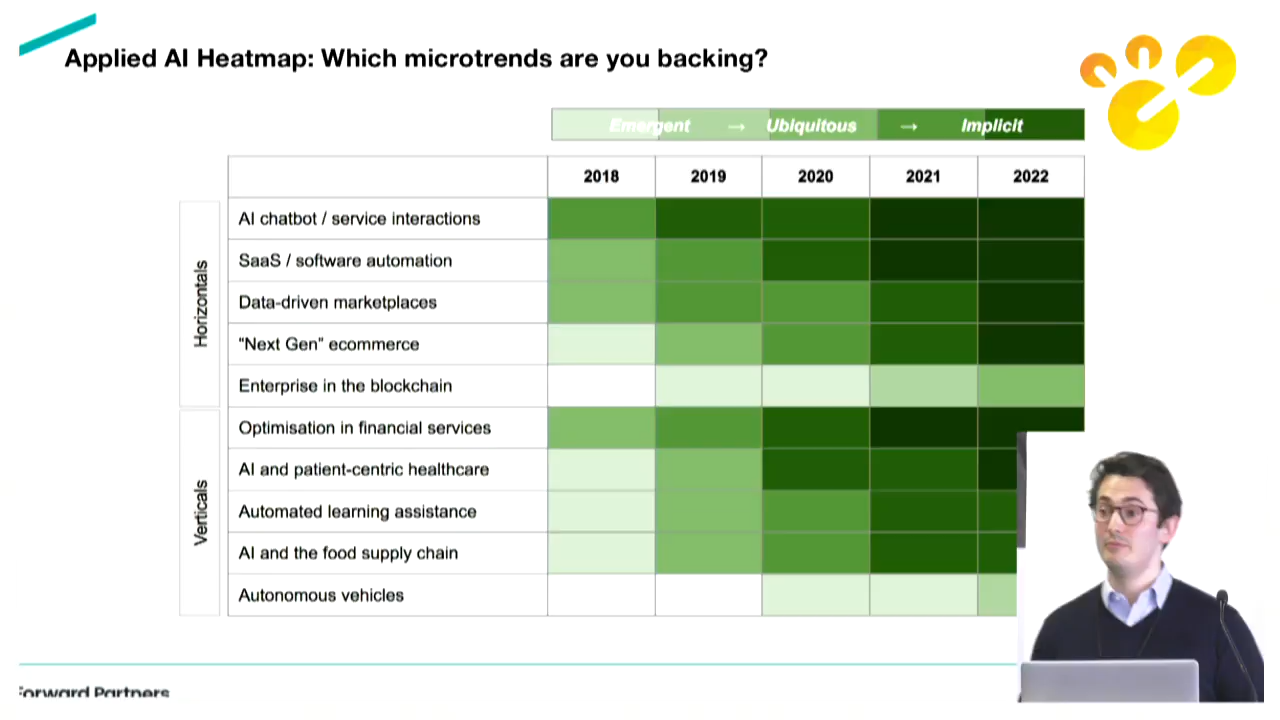 Applied AI Heatmap: Which microtrends are you backing?
Emergent → Ubiquitous → Implicit
2018 2019 2020 2021 2022
Horizontals
AI chatbot / service interactions
SaaS / software automation
Data-driven marketplaces
"Next Gen" ecommerce
Enterprise in the blockchain
Verticals
Optimisation in financial services
AI and patient-centric healthcare
Automated learning assistance
AI and the food supply chain
Autonomous vehicles
Forward Partners